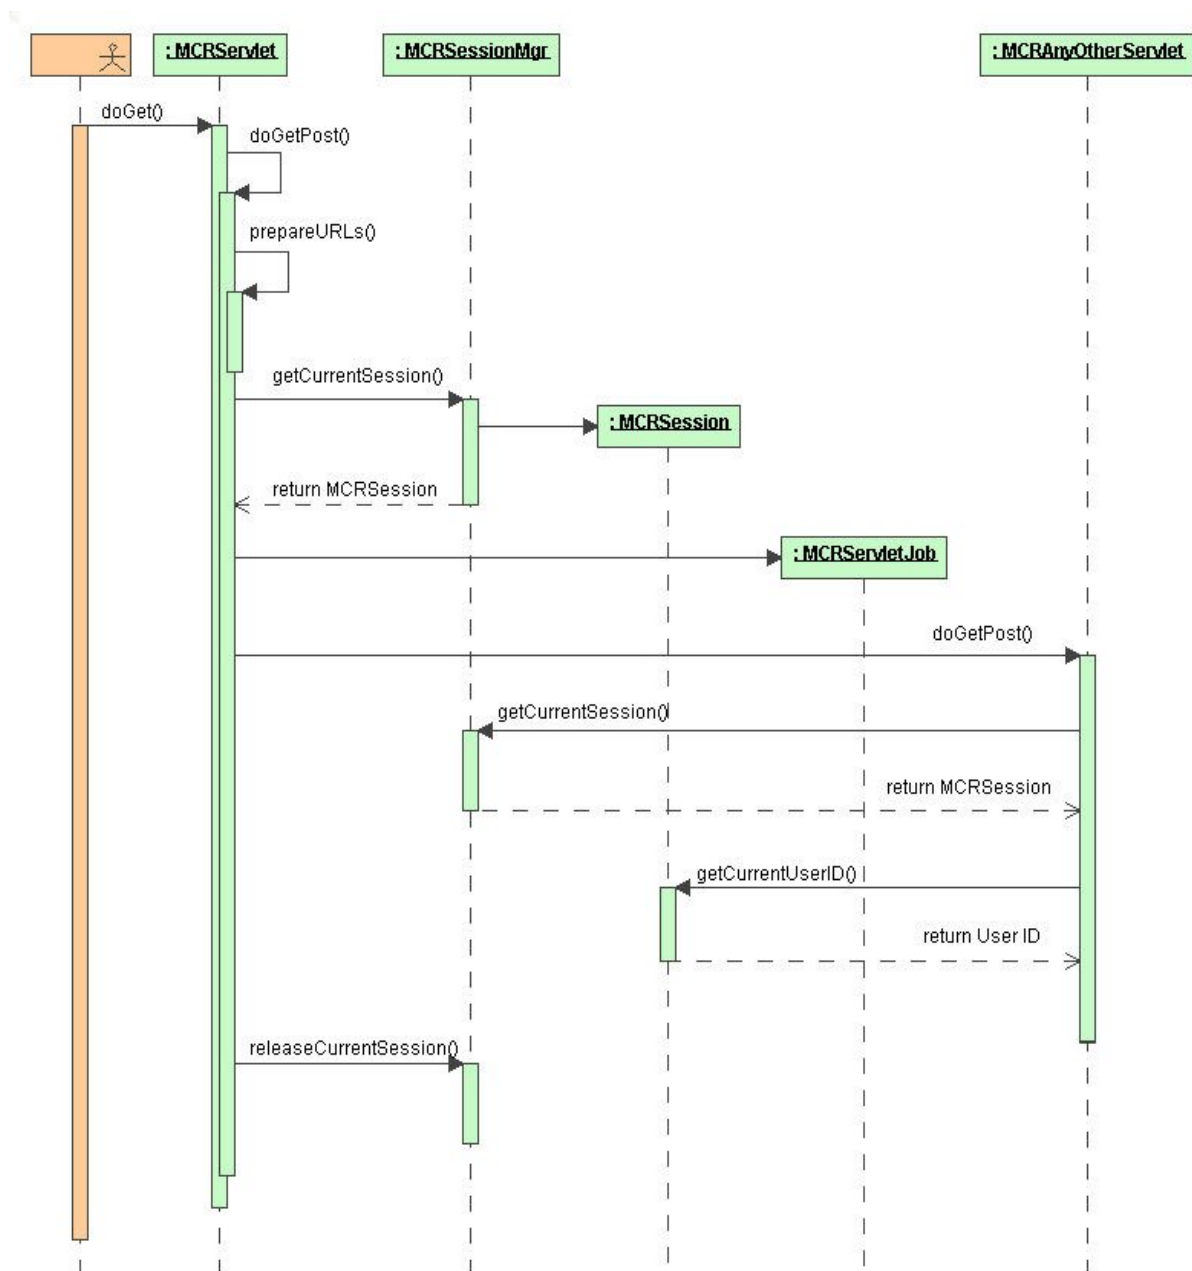 : MCRServlet
: MCRSessionMgr
: MCRAnyOtherServlet
doGet()
doGetPost()
prepareURLs()
getCurrentSession()
: MCRSession
return MCRSession
: MCRServletJob
doGetPost()
getCurrentSession()
return MCRSession
getCurrentUserID()
return User ID
releaseCurrentSession()